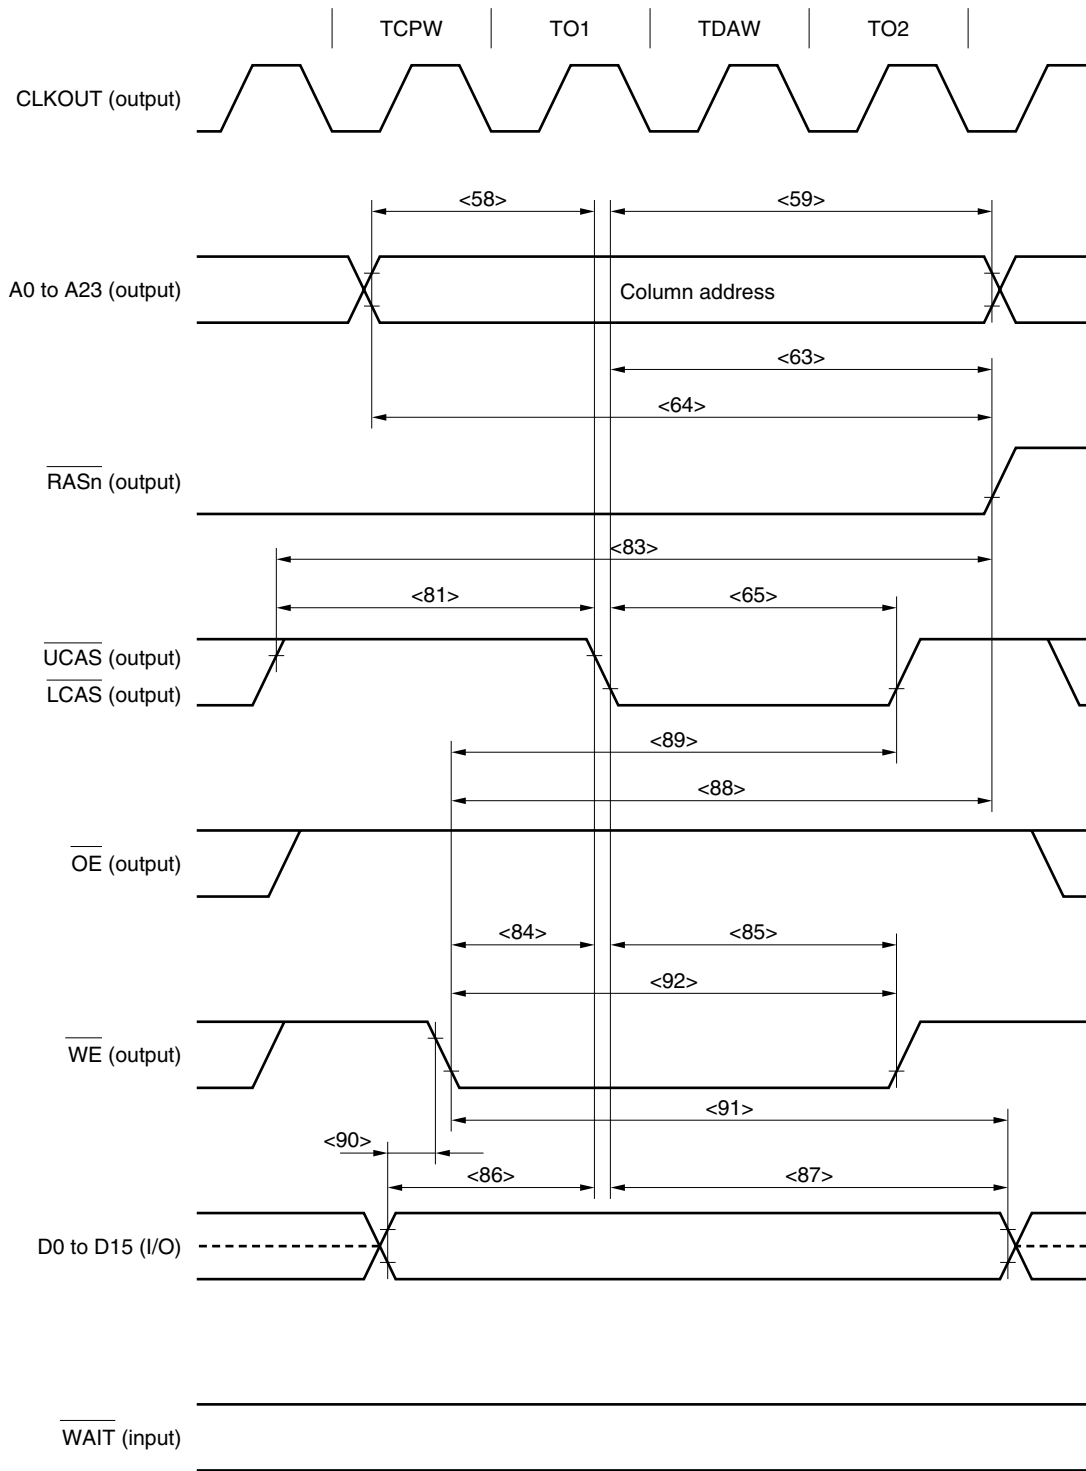 TCPW TO1 TDAW TO2
CLKOUT (output)
<58> <59>
A0 to A23 (output)
Column address
<63>
<64>
RASn (output)
<83>
<81> <65>
UCAS (output)
LCAS (output)
<89>
<88>
OE (output)
<84> <85>
<92>
WE (output)
<91>
<90>
<86> <87>
D0 to D15 (I/O)
WAIT (input)